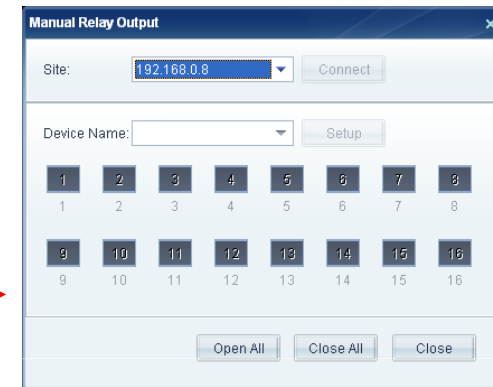 Manual Relay Output
Site: 192.168.0.8 Connect
Device Name: Setup
1 2 3 4 5 6 7 8
1 2 3 4 5 6 7 8
9 10 11 12 13 14 15 16
9 10 11 12 13 14 15 16
Open All Close All Close